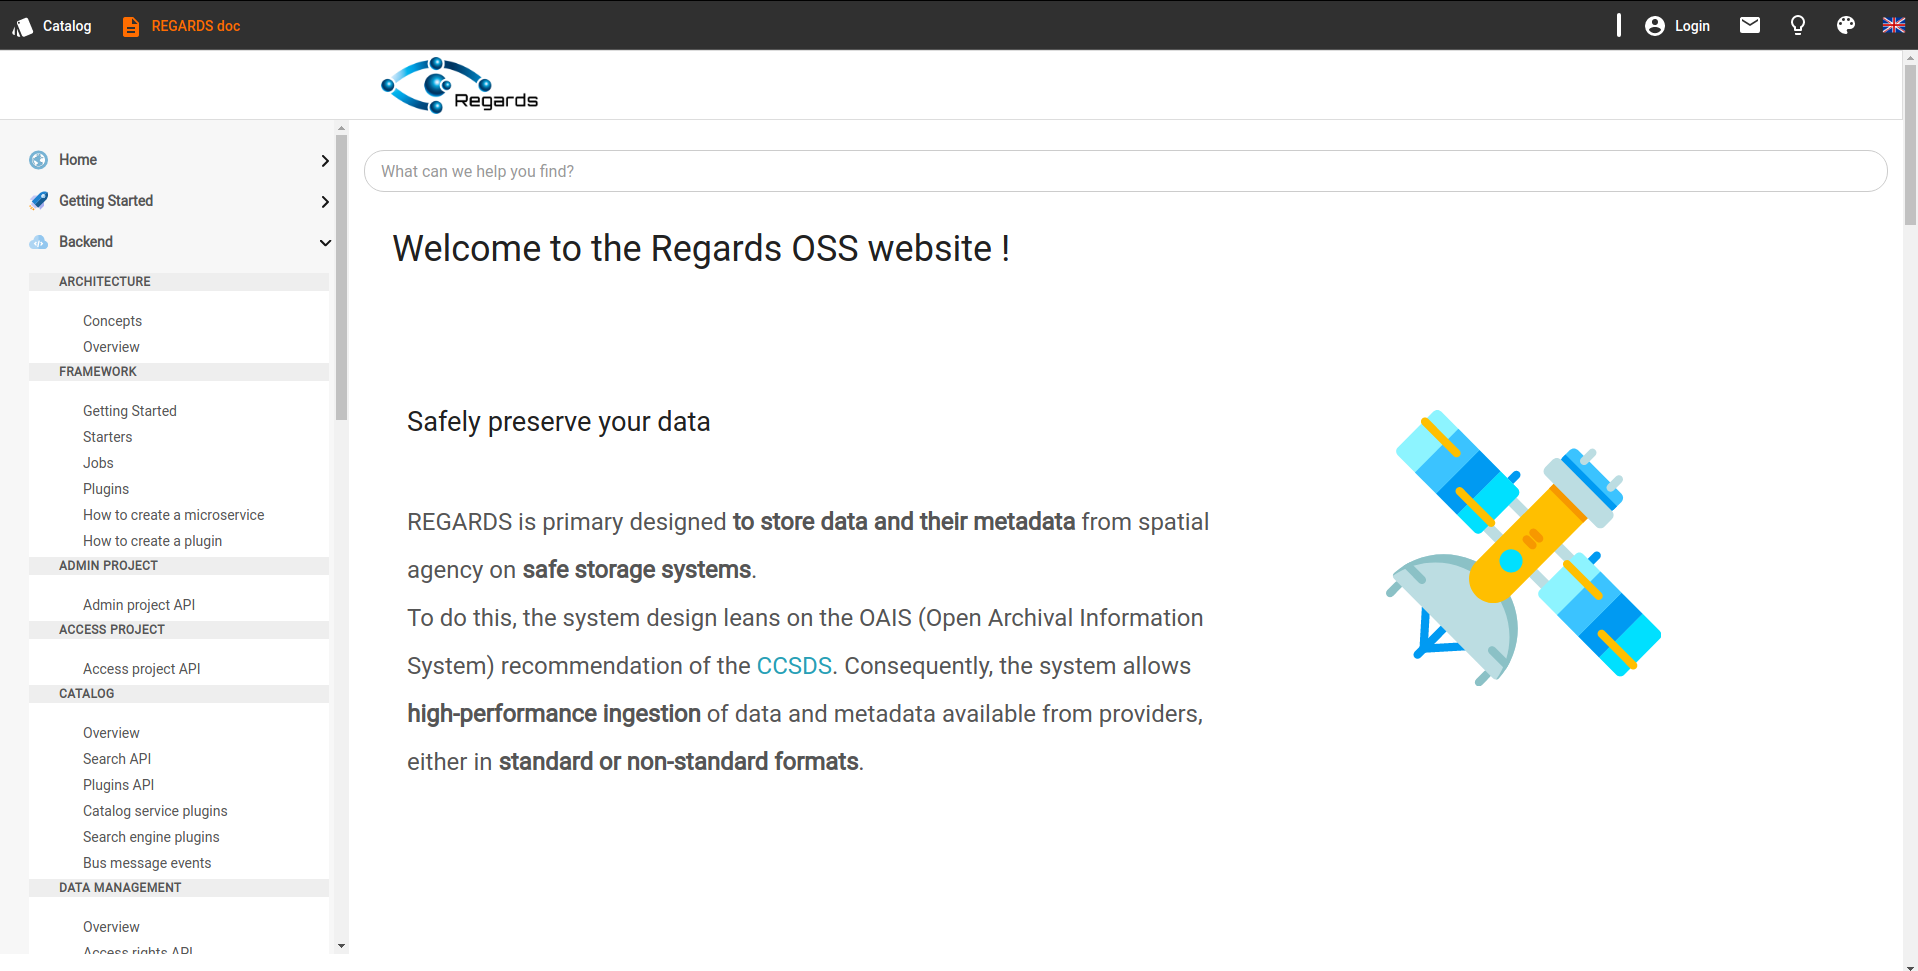 Catalog
REGARDS doc
Login
Regards
Home
Getting Started
Backend
ARCHITECTURE
Concepts
Overview
FRAMEWORK
Getting Started
Starters
Jobs
Plugins
How to create a microservice
How to create a plugin
ADMIN PROJECT
Admin project API
ACCESS PROJECT
Access project API
CATALOG
Overview
Search API
Plugins API
Catalog service plugins
Search engine plugins
Bus message events
DATA MANAGEMENT
Overview
Access rights API
What can we help you find?
Welcome to the Regards OSS website !
Safely preserve your data
REGARDS is primary designed to store data and their metadata from spatial
agency on safe storage systems.
To do this, the system design leans on the OAIS (Open Archival Information
System) recommendation of the CCSDS. Consequently, the system allows
high-performance ingestion of data and metadata available from providers,
either in standard or non-standard formats.